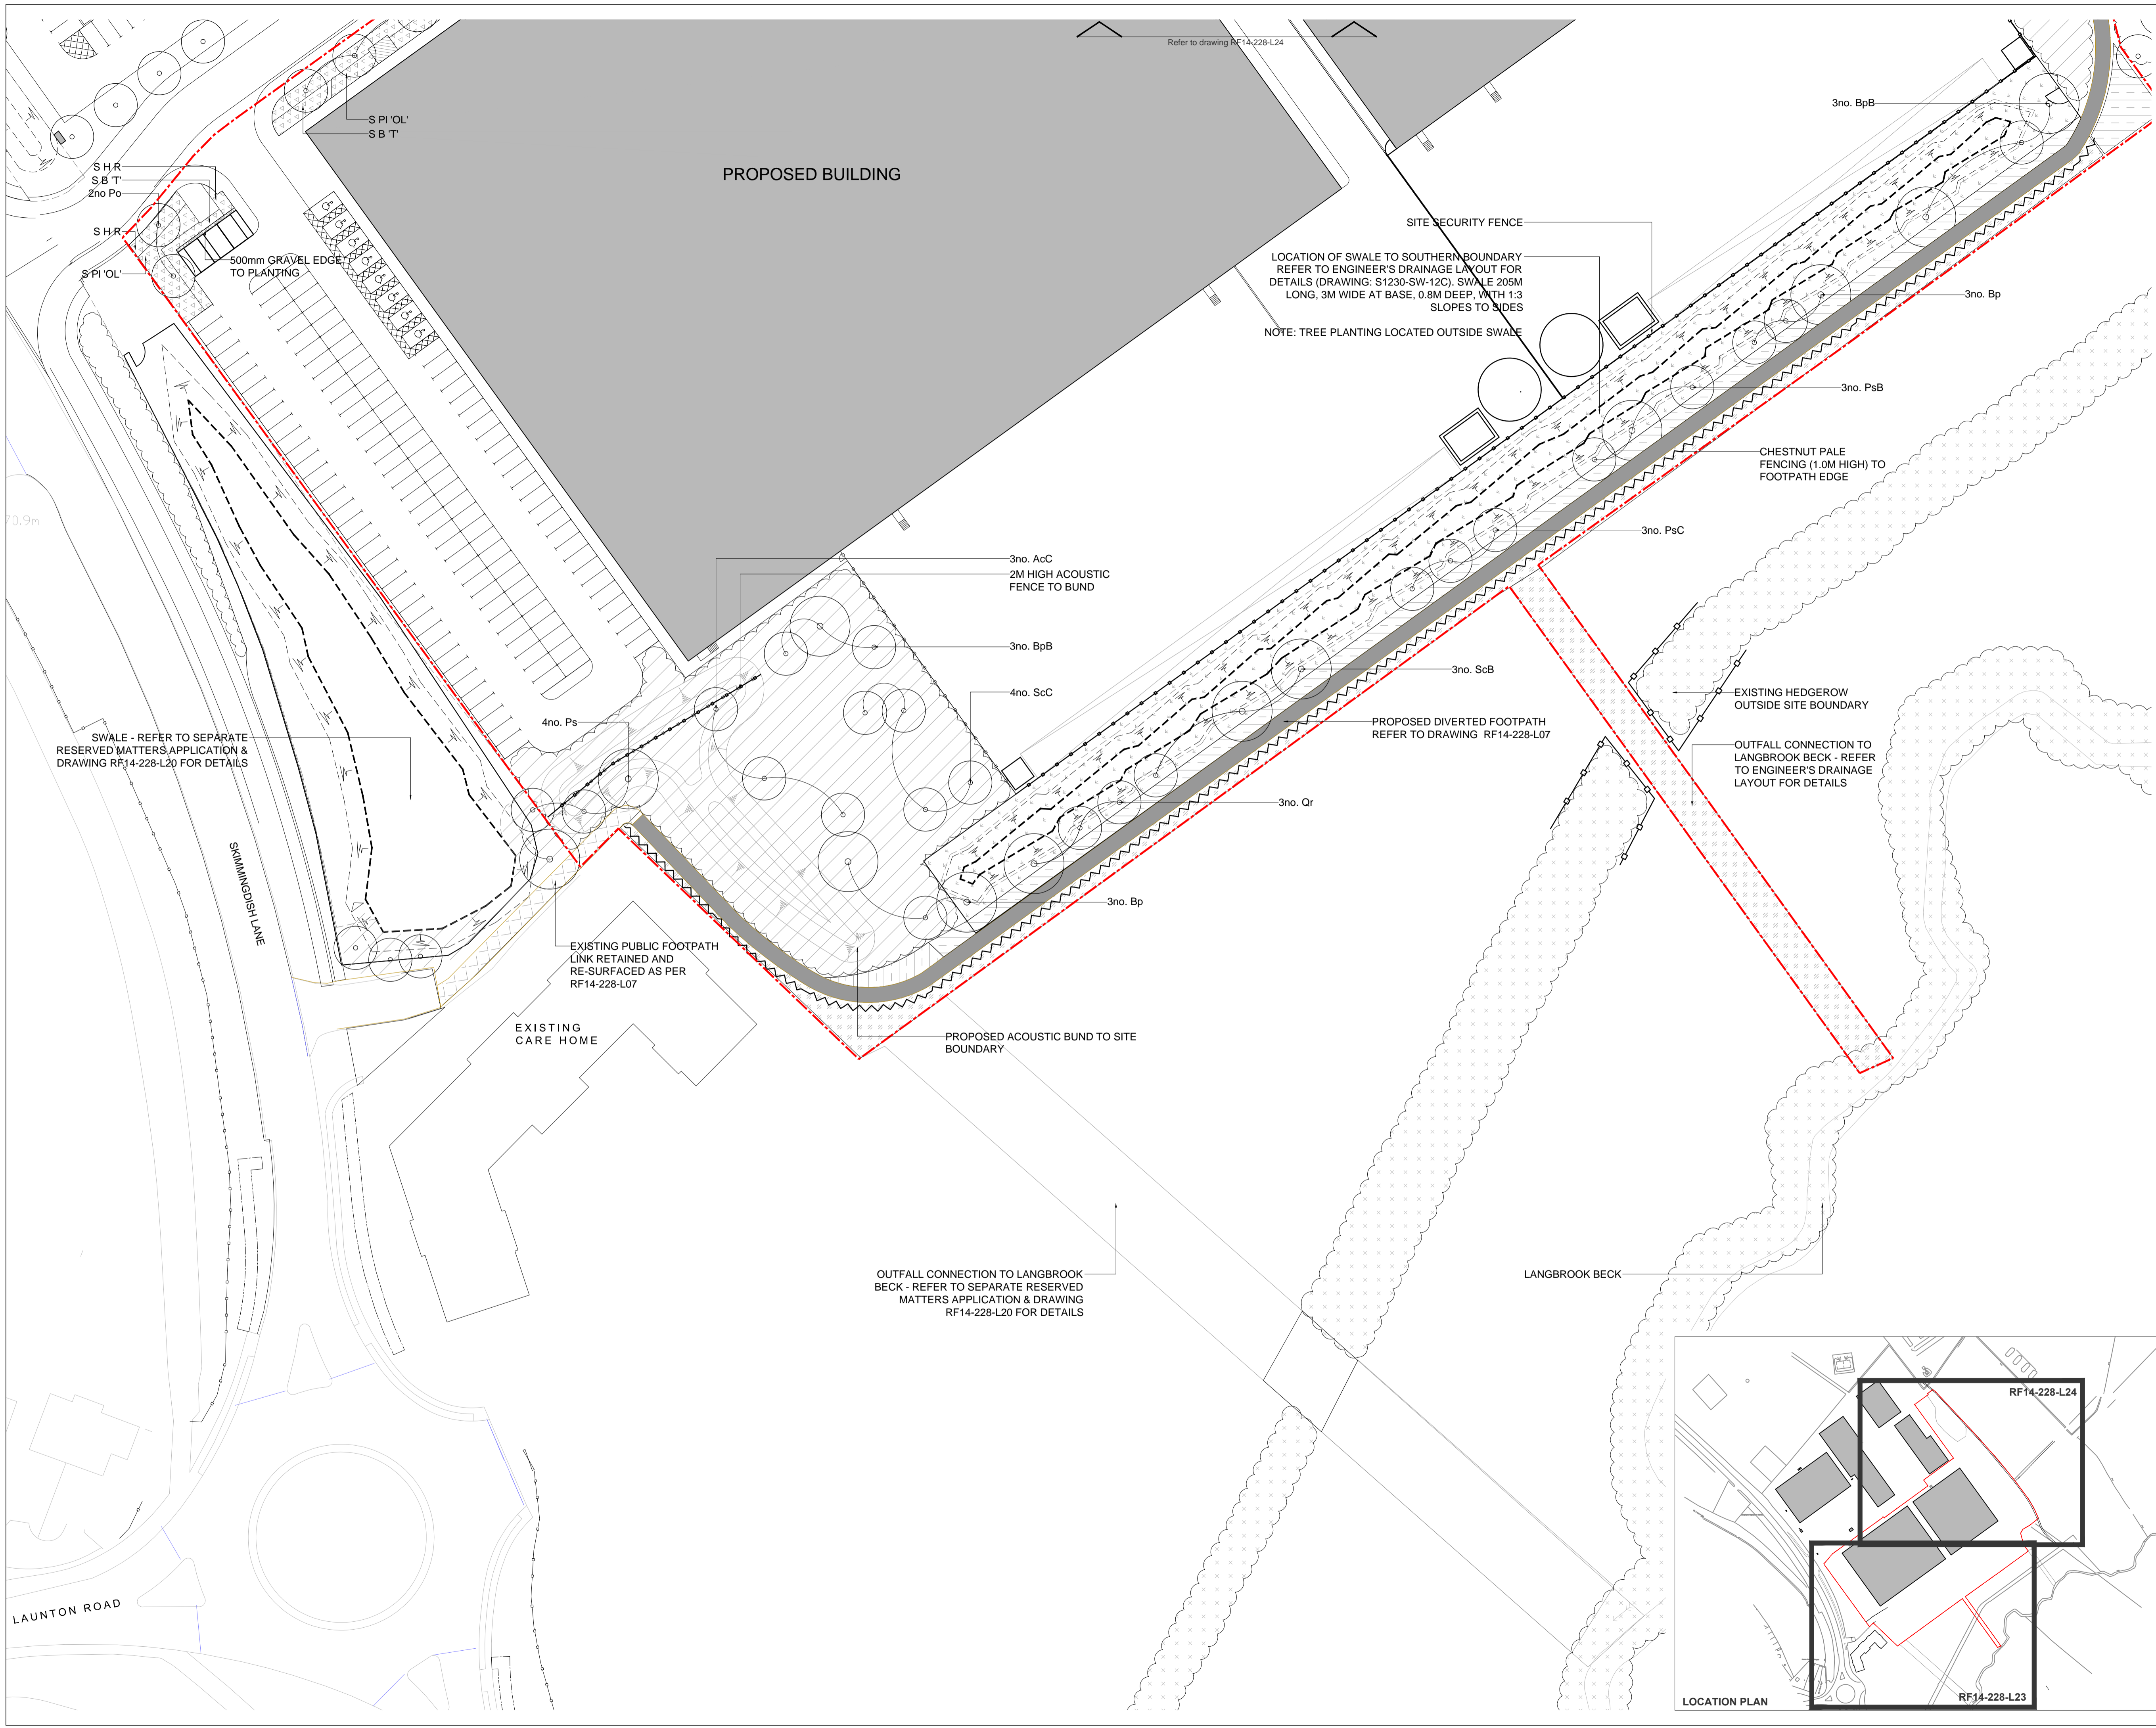 Refer to drawing RF14-228-L24
3no. BpB
S PI 'OL'
S B 'T'
S H R
S B 'T'
2no Po
S H R
S PI 'OL'
500mm GRAVEL EDGE
TO PLANTING
PROPOSED BUILDING
SITE SECURITY FENCE
LOCATION OF SWALE TO SOUTHERN BOUNDARY
REFER TO ENGINEER'S DRAINAGE LAYOUT FOR
DETAILS (DRAWING: S1230-SW-12C). SWALE 205M
LONG, 3M WIDE AT BASE, 0.8M DEEP, WITH 1:3
SLOPES TO SIDES
NOTE: TREE PLANTING LOCATED OUTSIDE SWALE
3no. Bp
3no. PsB
CHESTNUT PALE
FENCING (1.0M HIGH) TO
FOOTPATH EDGE
70.9m
3no. PsC
3no. AcC
2M HIGH ACOUSTIC
FENCE TO BUND
3no. BpB
4no. ScC
3no. ScB
4no. Ps
PROPOSED DIVERTED FOOTPATH
REFER TO DRAWING RF14-228-L07
EXISTING HEDGEROW
OUTSIDE SITE BOUNDARY
SWALE - REFER TO SEPARATE
RESERVED MATTERS APPLICATION &
DRAWING RF14-228-L20 FOR DETAILS
OUTFALL CONNECTION TO
LANGBROOK BECK - REFER
TO ENGINEER'S DRAINAGE
LAYOUT FOR DETAILS
3no. Qr
SKIMMINGDISH LANE
3no. Bp
EXISTING PUBLIC FOOTPATH
LINK RETAINED AND
RE-SURFACED AS PER
RF14-228-L07
EXISTING
CARE HOME
PROPOSED ACOUSTIC BUND TO SITE
BOUNDARY
OUTFALL CONNECTION TO LANGBROOK
BECK - REFER TO SEPARATE RESERVED
MATTERS APPLICATION & DRAWING
RF14-228-L20 FOR DETAILS
LANGBROOK BECK
LAUNTON ROAD
RF14-228-L24
LOCATION PLAN
RF14-228-L23